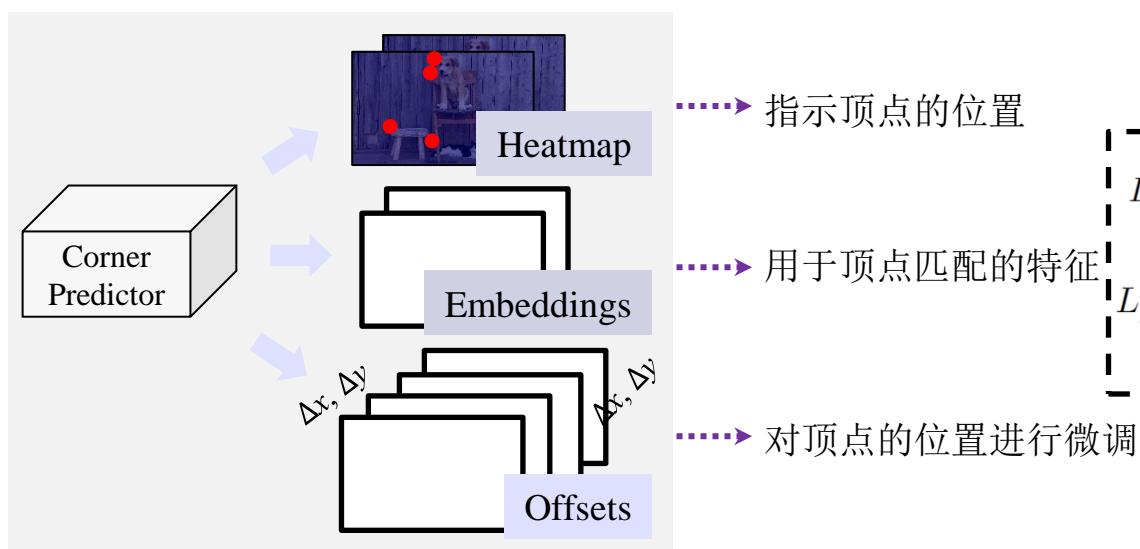 Corner
Predictor
Heatmap
Embeddings
Δx, Δy
Δx, Δy
Offsets
指示顶点的位置
用于顶点匹配的特征
对顶点的位置进行微调
L